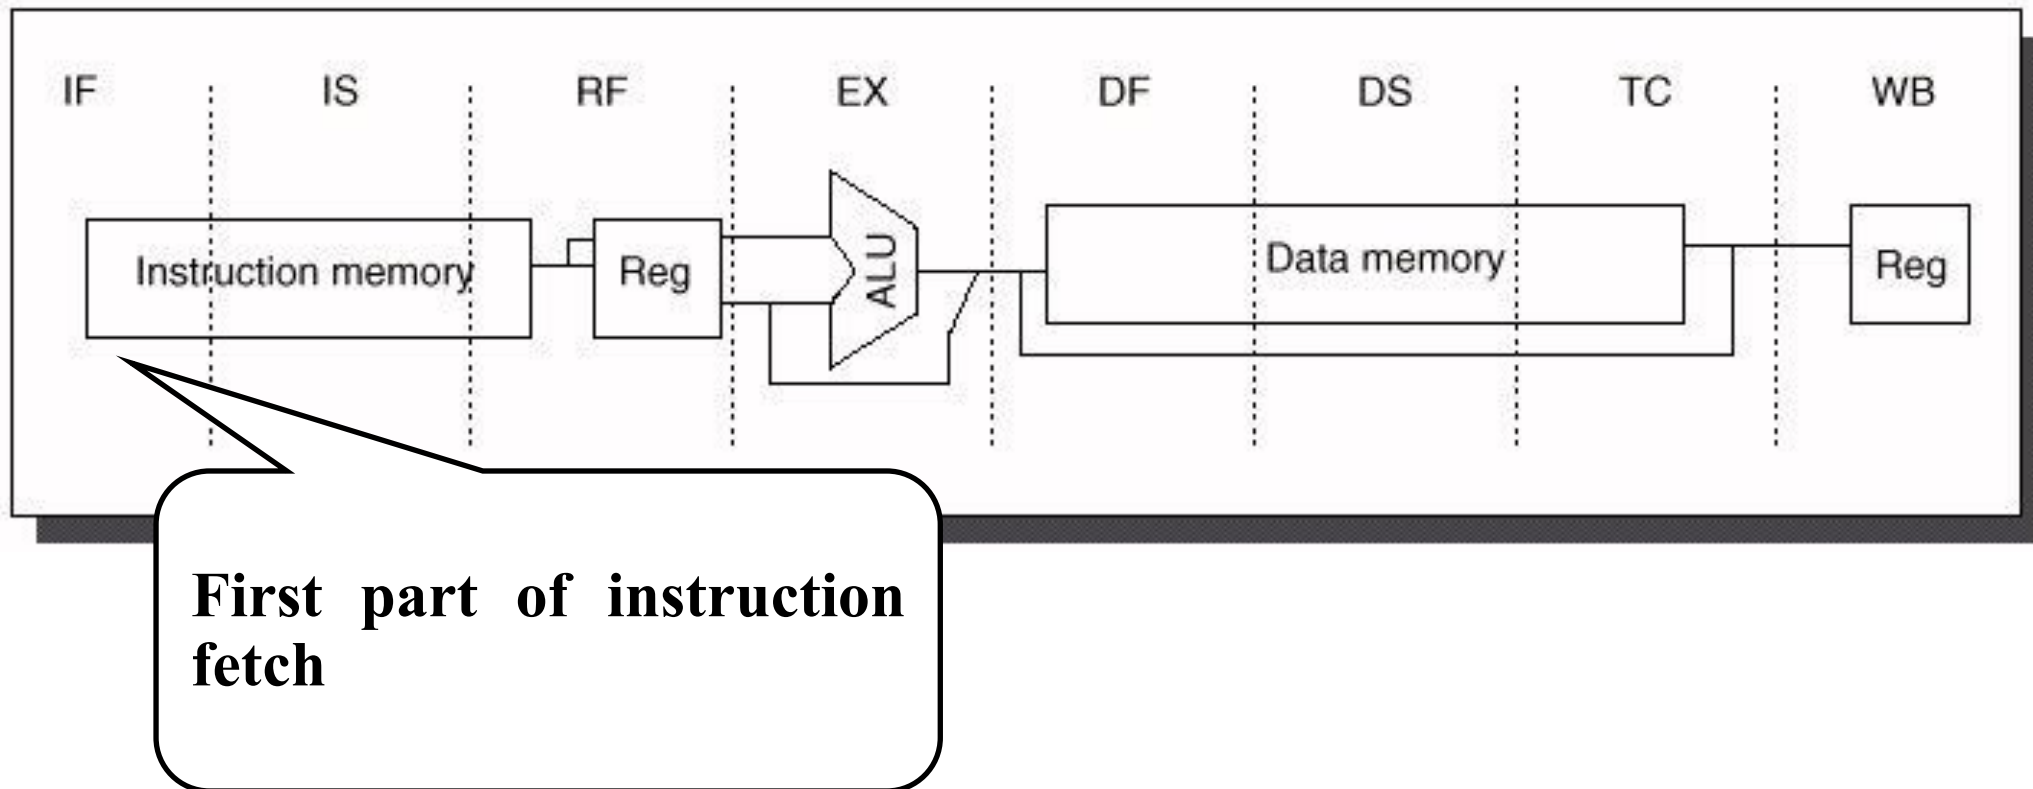 IF IS RF EX DF DS TC WB
Instruction memory Reg ALU Data memory Reg
First part of instruction
fetch